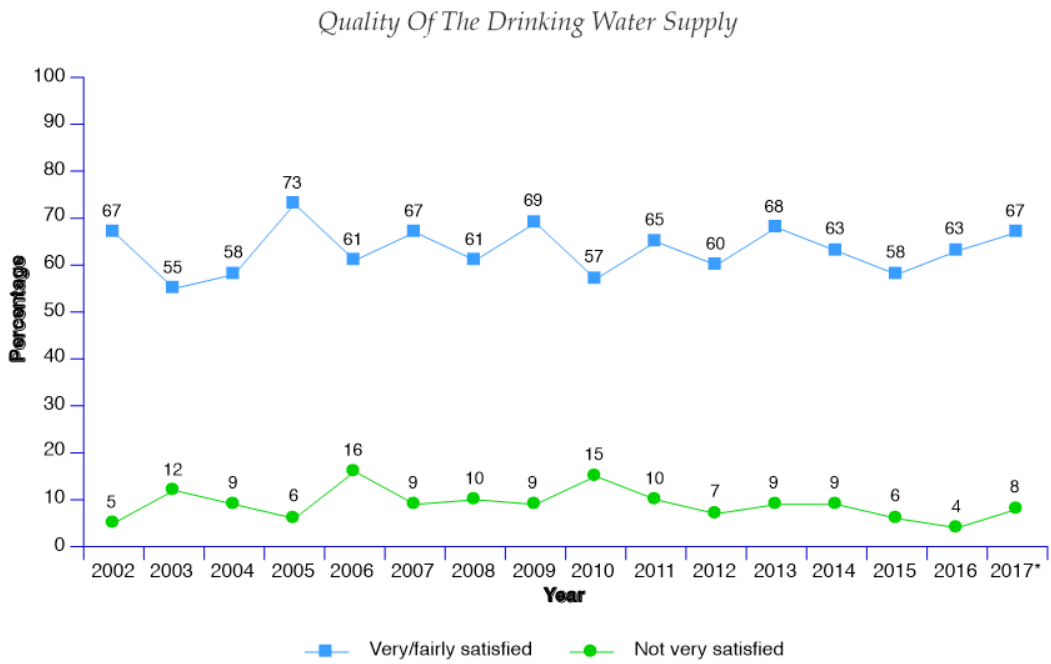 Quality Of The Drinking Water Supply
100
90
80
70
60
50
40
30
20
10
0
Percentage
67 55 58 73 61 67 61 69 57 65 60 68 63 58 63 67
5 12 9 6 16 9 10 9 15 10 7 9 9 6 4 8
2002 2003 2004 2005 2006 2007 2008 2009 2010 2011 2012 2013 2014 2015 2016 2017*
Year
Very/fairly satisfied Not very satisfied